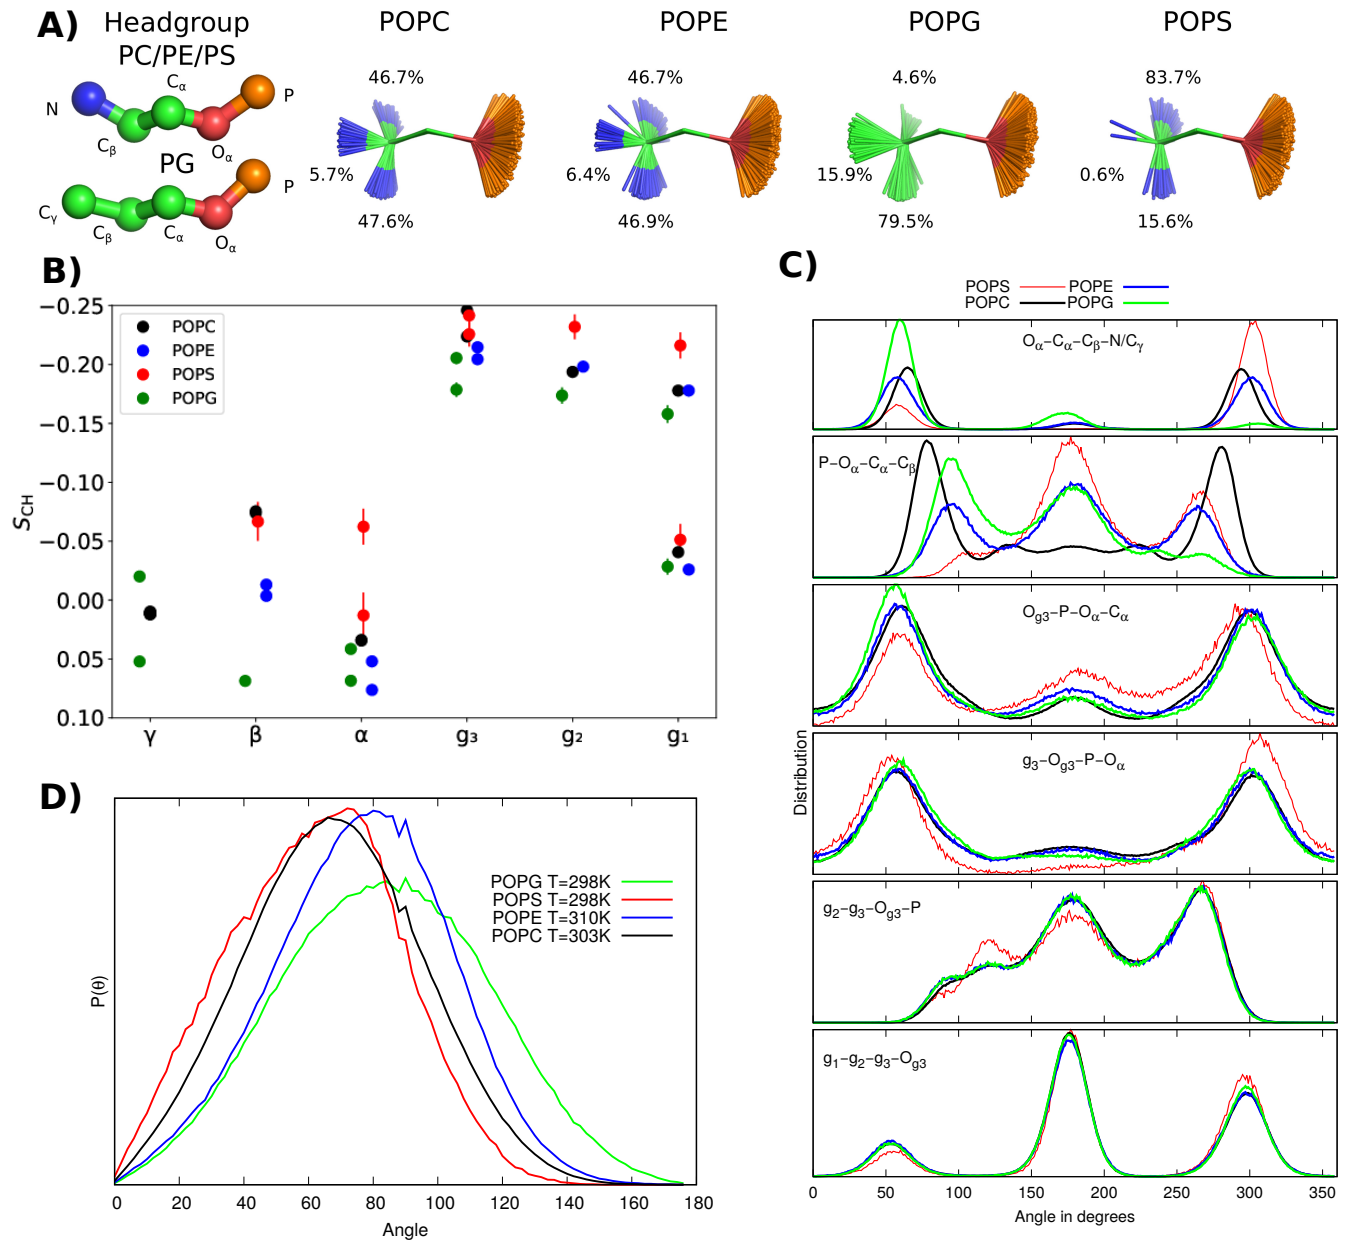 A)
Headgroup
PC/PE/PS
POPC
POPE
POPG
POPS
N
Cα
P
Cβ
Oα
PG
Cγ
Cβ
Cα
Oα
P
46.7%
5.7%
47.6%
46.7%
6.4%
46.9%
4.6%
15.9%
79.5%
83.7%
0.6%
15.6%
B)
POPC
POPE
POPS
POPG
SCH
−0.25
−0.20
−0.15
−0.10
−0.05
0.00
0.05
0.10
γ β α g₃ g₂ g₁
C)
POPS POPE
POPC POPG
Oα−Cα−Cβ−N/Cγ
P−Oα−Cα−Cβ
Og3−P−Oα−Cα
g3−Og3−P−Oα
g2−g3−Og3−P
g1−g2−g3−Og3
Distribution
0 50 100 150 200 250 300 350
Angle in degrees
D)
POPG T=298K
POPS T=298K
POPE T=310K
POPC T=303K
P(θ)
0 20 40 60 80 100 120 140 160 180
Angle